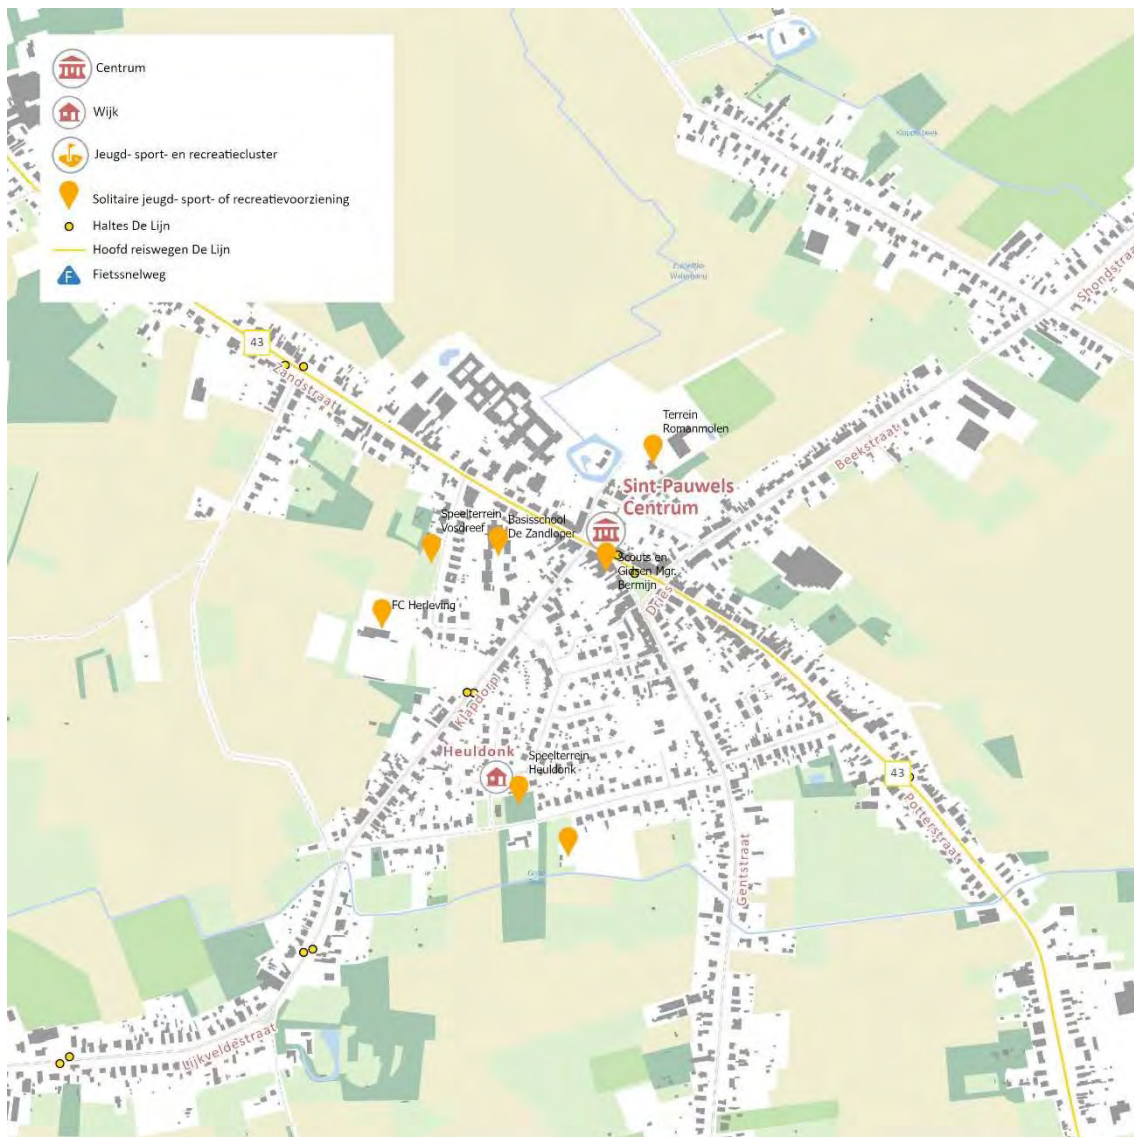 Centrum
Wijk
Jeugd- sport- en recreatiecluster
Solitaire jeugd- sport- of recreatievoorziening
Haltes De Lijn
Hoofd reiswegen De Lijn
F
Fietssnelweg
Shondstraat
43
Zandstraat
Terrein
Romanmolen
Beekstraat
Sint-Pauwels
Centrum
Speelterrein
Vosdreef
Basisschool
De Zandloper
Scouts en
Gidsen Mgr.
Bermijn
Dries
FC Herleving
Klapdorp
Heuldonk
Speelterrein
Heuldonk
43
Potterstraat
Gentstraat
Lijkveldestraat